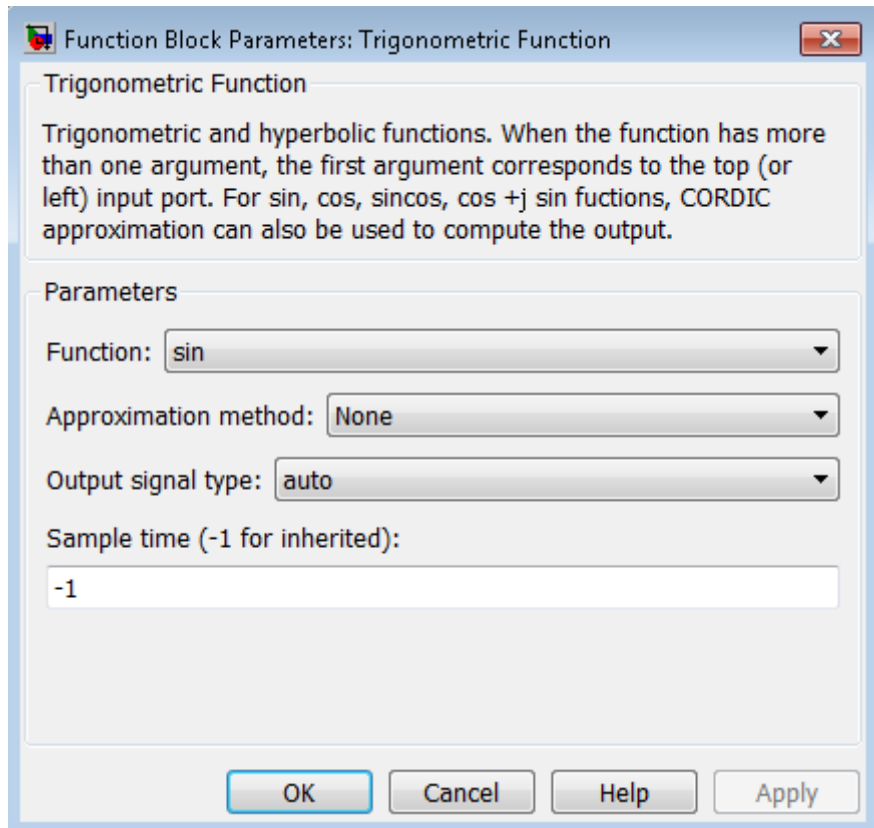 Function Block Parameters: Trigonometric Function
Trigonometric Function
Trigonometric and hyperbolic functions. When the function has more
than one argument, the first argument corresponds to the top (or
left) input port. For sin, cos, sincos, cos +j sin fuctions, CORDIC
approximation can also be used to compute the output.
Parameters
Function: sin
Approximation method: None
Output signal type: auto
Sample time (-1 for inherited):
-1
OK Cancel Help Apply